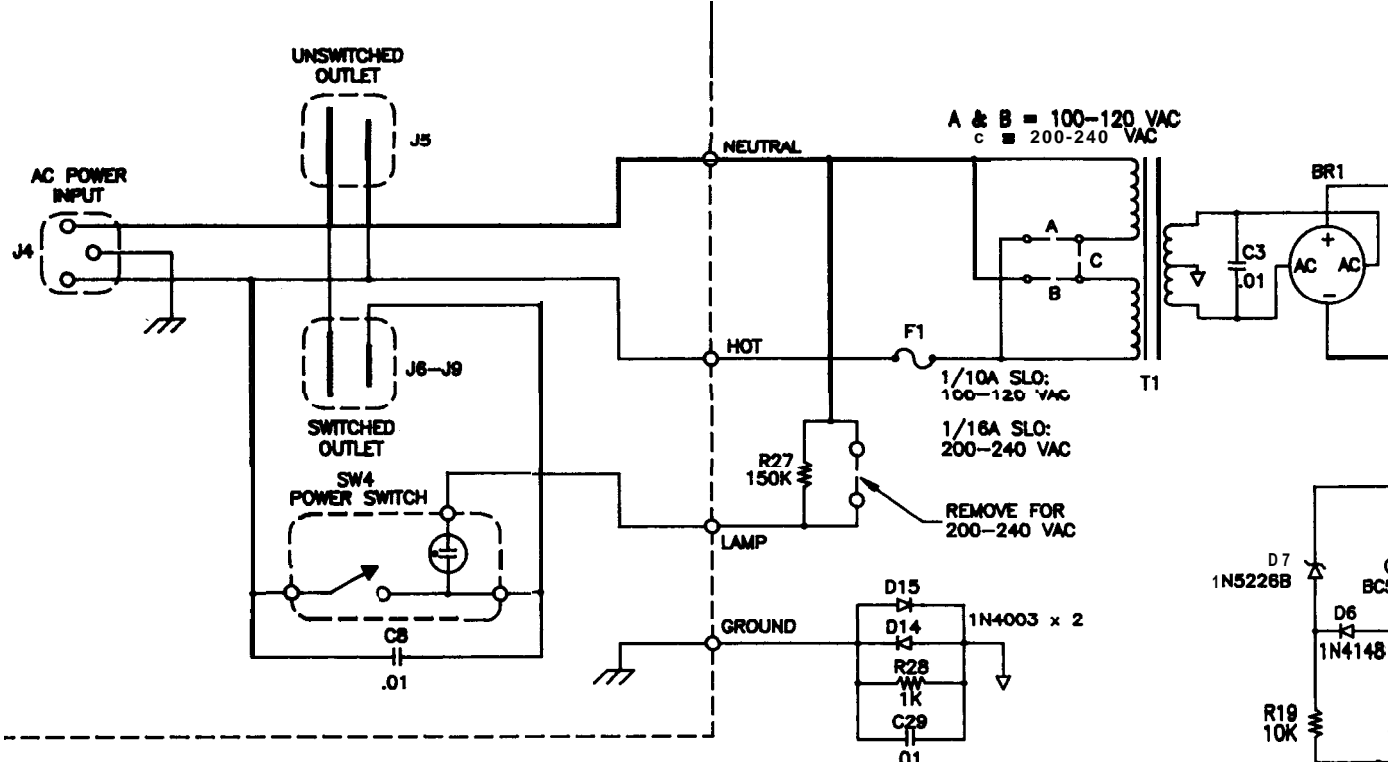 UNSWITCHED
OUTLET
J5
AC POWER
INPUT
J4
NEUTRAL
A & B = 100-120 VAC
C = 200-240 VAC
BR1
A
C
B
C3
.01
+
AC
AC
-
HOT
F1
1/10A SLO:
100-120 VAC
T1
1/16A SLO:
200-240 VAC
J6-J9
SWITCHED
OUTLET
SW4
POWER SWITCH
R27
150K
REMOVE FOR
200-240 VAC
LAMP
D7
1N5226B
D6
1N4148
D15
1N4003 x 2
D14
GROUND
R28
1K
C29
.01
C8
.01
R19
10K